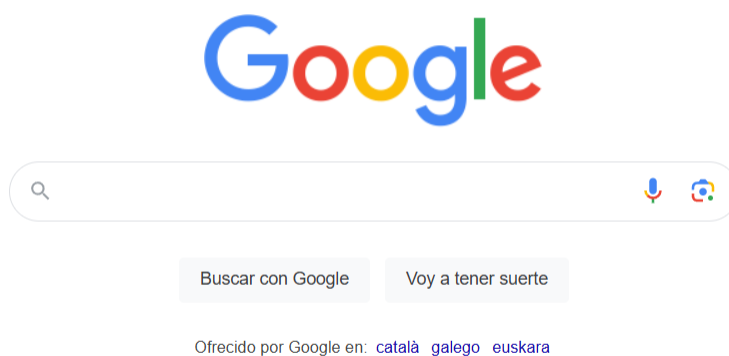 Google
Buscar con Google Voy a tener suerte
Ofrecido por Google en: català galego euskara